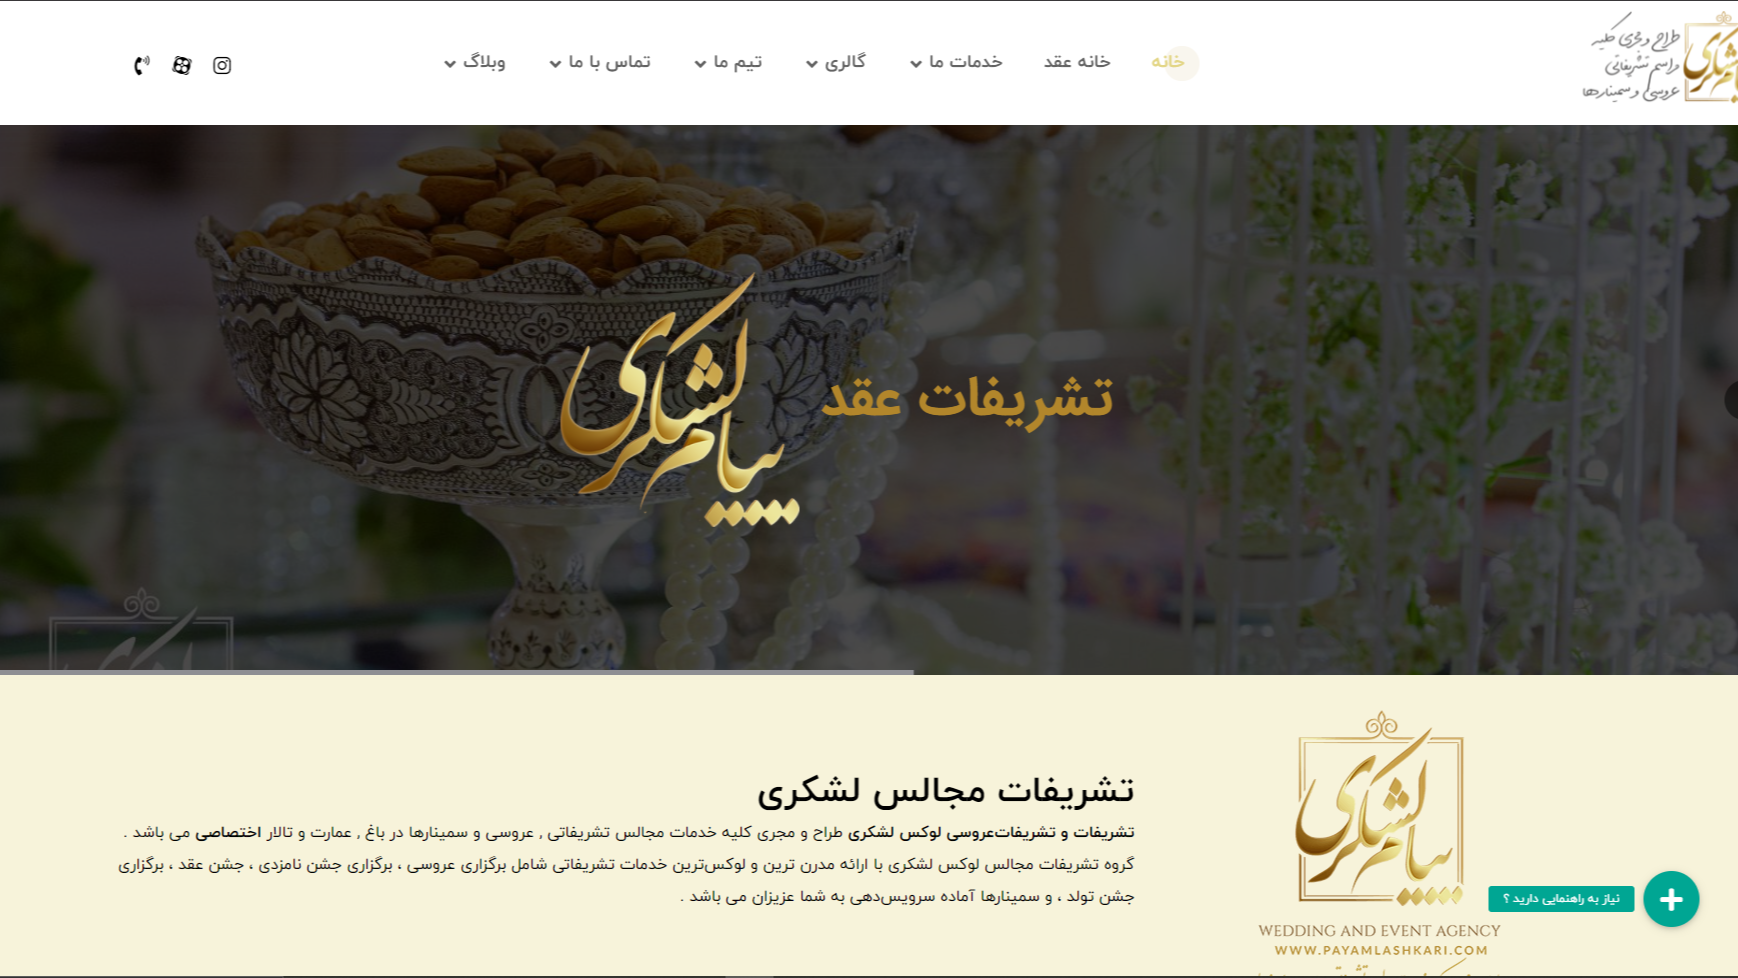 طراح و مجری کلیه
مراسم تشریفاتی
عروسی و سمینارها
خانه
خانه عقد
خدمات ما
گالری
تیم ما
تماس با ما
وبلاگ
تشریفات عقد
پیام لشکری
تشریفات مجالس لشکری
تشریفات و تشریفات‌عروسی لوکس لشکری طراح و مجری کلیه خدمات مجالس تشریفاتی , عروسی و سمینارها در باغ , عمارت و تالار اختصاصی می باشد .
گروه تشریفات مجالس لوکس لشکری با ارائه مدرن ترین و لوکس‌ترین خدمات تشریفاتی شامل برگزاری عروسی ، برگزاری جشن نامزدی ، جشن عقد ، برگزاری
جشن تولد ، و سمینارها آماده سرویس‌دهی به شما عزیزان می باشد .
پیام لشکری
WEDDING AND EVENT AGENCY
WWW.PAYAMLASHKARI.COM
نیاز به راهنمایی دارید ؟